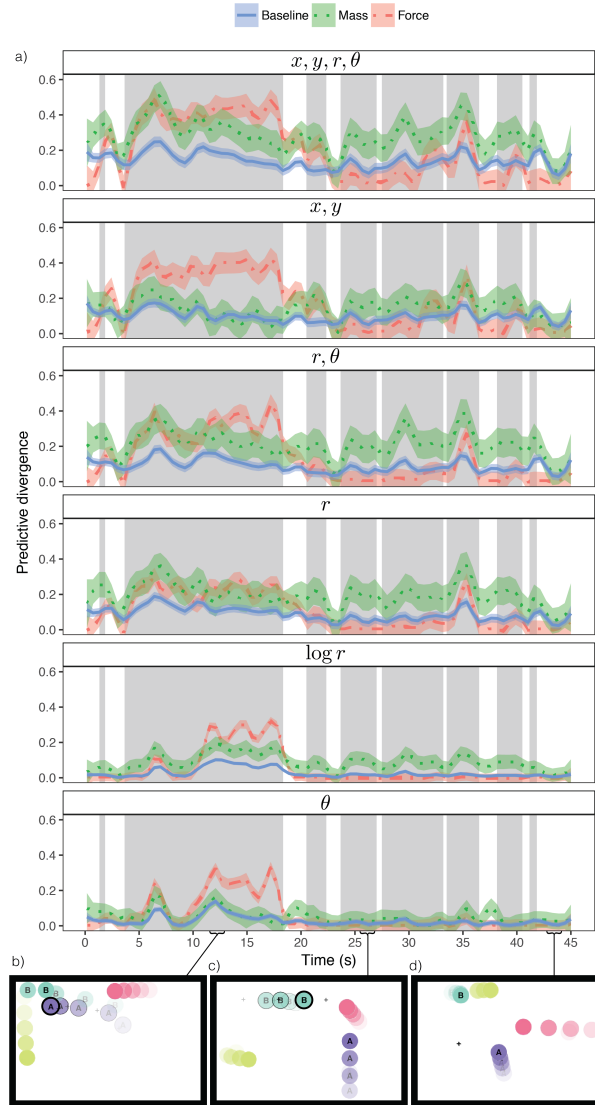 Baseline Mass Force
a)
x, y, r, θ
0.6
0.4
0.2
0.0
x, y
0.6
0.4
0.2
0.0
r, θ
0.6
0.4
0.2
0.0
Predictive divergence
r
0.6
0.4
0.2
0.0
log r
0.6
0.4
0.2
0.0
θ
0.6
0.4
0.2
0.0
0 5 10 15 20 25 30 35 40 45
Time (s)
b) c) d)
B B B
A A A A A
B B B
A
A
A
A
B
A